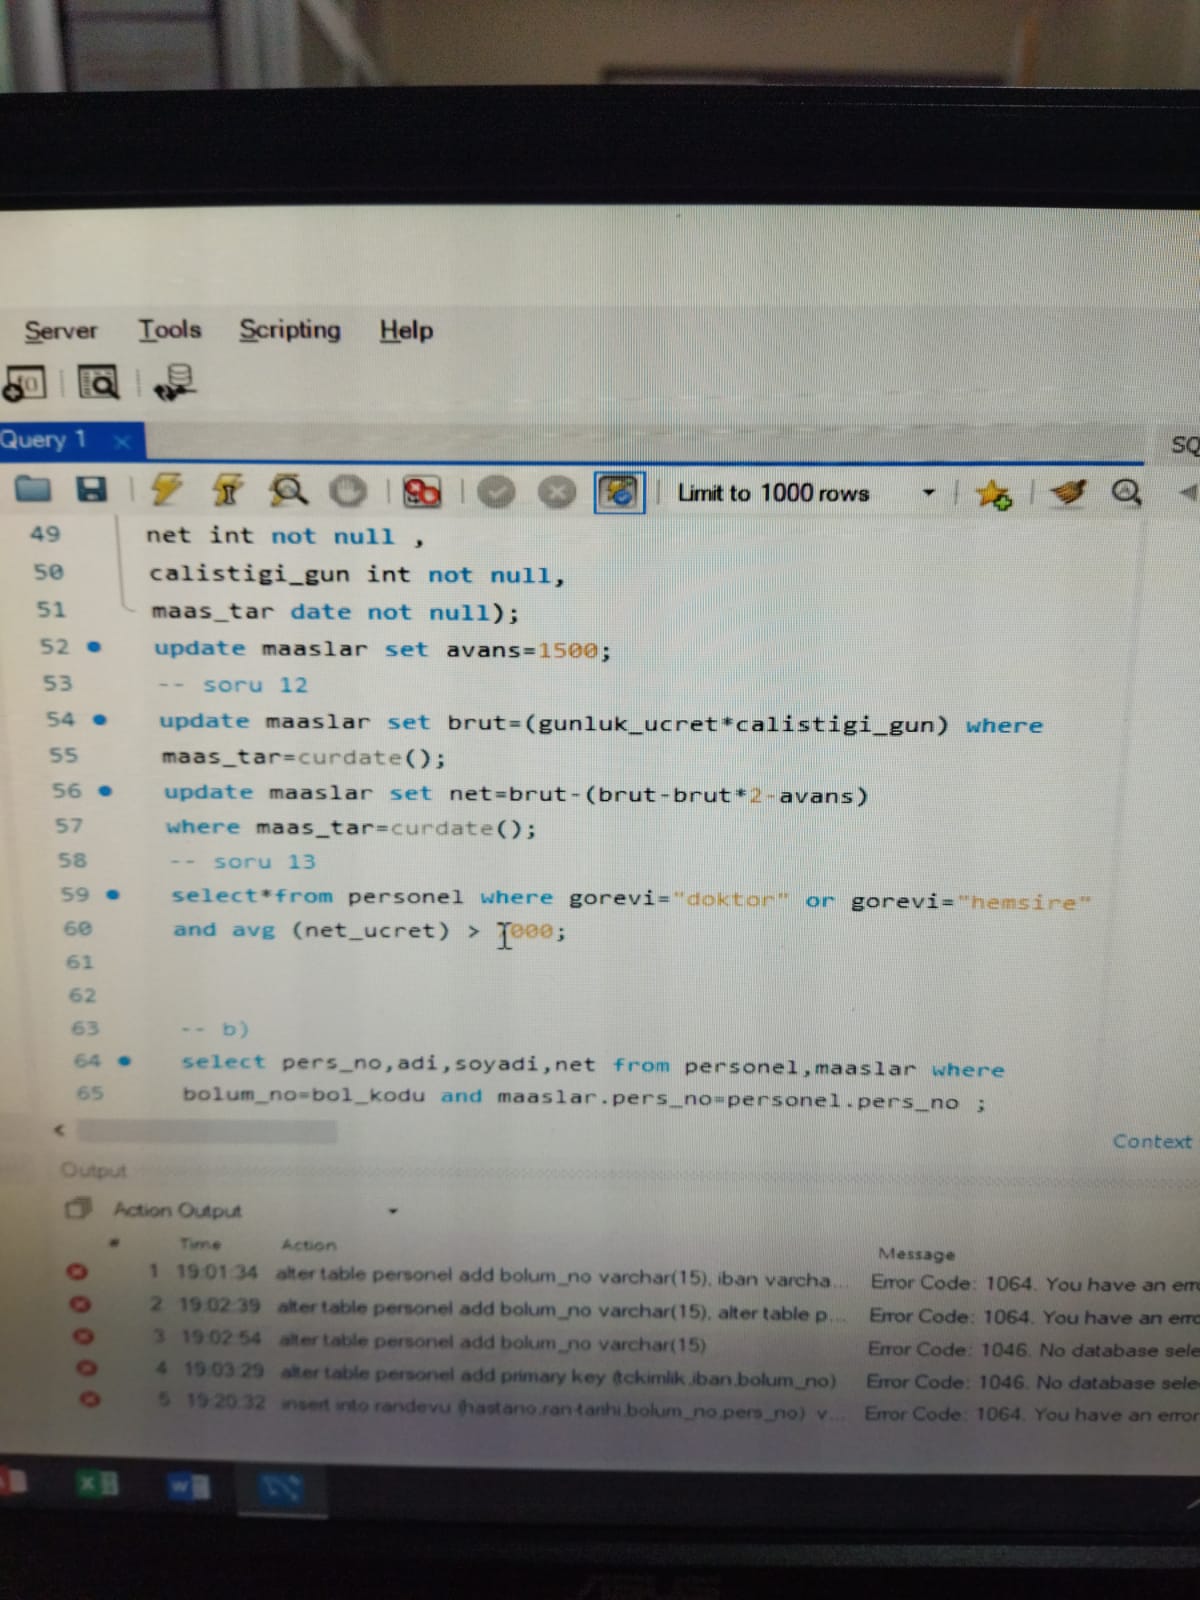 Server Tools Scripting Help
Query 1
SQ
Limit to 1000 rows
49 net int not null ,
50 calistigi_gun int not null,
51 maas_tar date not null);
52 update maaslar set avans=1500;
53 -- soru 12
54 update maaslar set brut=(gunluk_ucret*calistigi_gun) where
55 maas_tar=curdate();
56 update maaslar set net=brut-(brut-brut*2-avans)
57 where maas_tar=curdate();
58 -- soru 13
59 select*from personel where gorevi="doktor" or gorevi="hemsire"
60 and avg (net_ucret) > 000;
61
62
63 -- b)
64 select pers_no,adi,soyadi,net from personel,maaslar where
65 bolum_no=bol_kodu and maaslar.pers_no=personel.pers_no ;
Context
Output
Action Output
# Time Action Message
1 19:01:34 alter table personel add bolum_no varchar(15), iban varcha... Error Code: 1064. You have an erro
2 19:02:39 alter table personel add bolum_no varchar(15), alter table p... Error Code: 1064. You have an erro
3 19:02:54 alter table personel add bolum_no varchar(15) Error Code: 1046. No database sele
4 19:03:29 alter table personel add primary key (tckimlik,iban,bolum_no) Error Code: 1046. No database sele
5 19:20:32 insert into randevu (hastano,ran-tarihi,bolum_no,pers_no) v... Error Code: 1064. You have an error